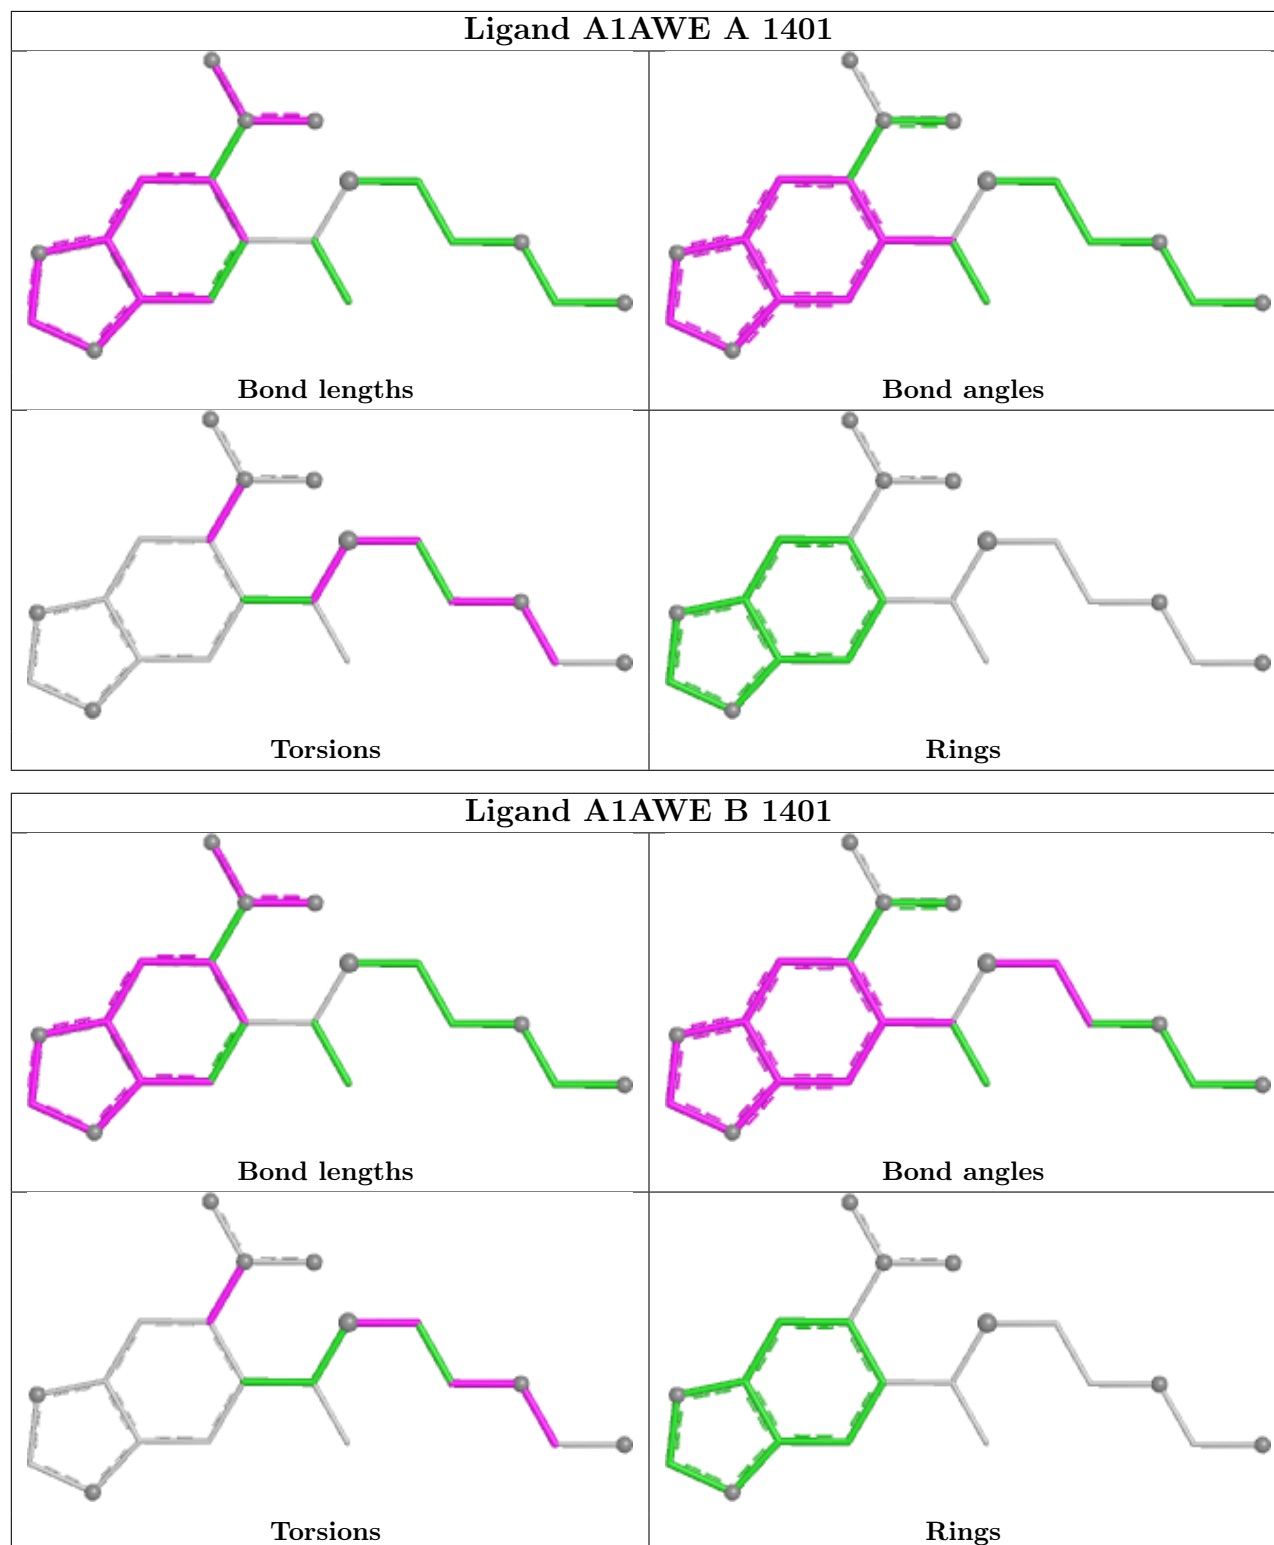 Ligand A1AWE A 1401
Bond lengths
Bond angles
Torsions
Rings
Ligand A1AWE B 1401
Bond lengths
Bond angles
Torsions
Rings